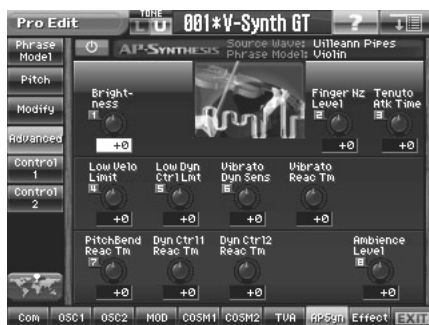 Pro Edit TONE U 001*V-Synth GT ?
Phrase Model
Pitch
Modify
Advanced
Control 1
Control 2
AP-SYNTHESIS Source Wave: Uilleann Pipes
Phrase Model: Violin
Bright-
ness
1
+0
Finger Nz
Level
2
+0
Tenuto
Atk Time
3
+0
Low Velo
Limit
4
+0
Low Dyn
Ctrl Lmt
5
+0
Vibrato
Dyn Sens
6
+0
Vibrato
Reac Tm
+0
PitchBend
Reac Tm
7
+0
Dyn Ctrl1
Reac Tm
+0
Dyn Ctrl2
Reac Tm
+0
Ambience
Level
8
+0
Com OSC1 OSC2 MOD COSM1 COSM2 TVA APSyn Effect EXIT